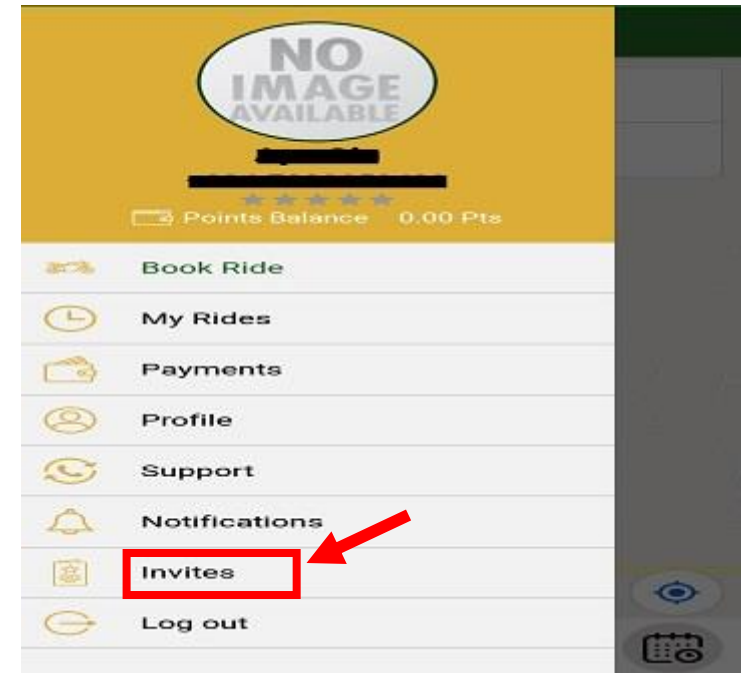 NO
IMAGE
AVAILABLE
Points Balance 0.00 Pts
Book Ride
My Rides
Payments
Profile
Support
Notifications
Invites
Log out